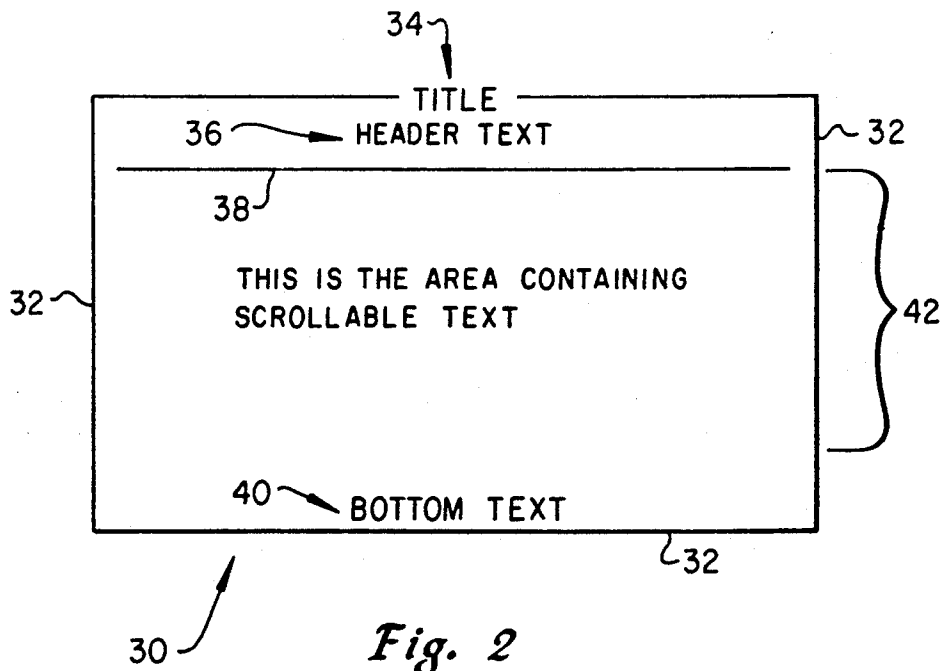 34
TITLE
36 HEADER TEXT 32
38
THIS IS THE AREA CONTAINING
32 SCROLLABLE TEXT 42
40 BOTTOM TEXT
32
30 Fig. 2